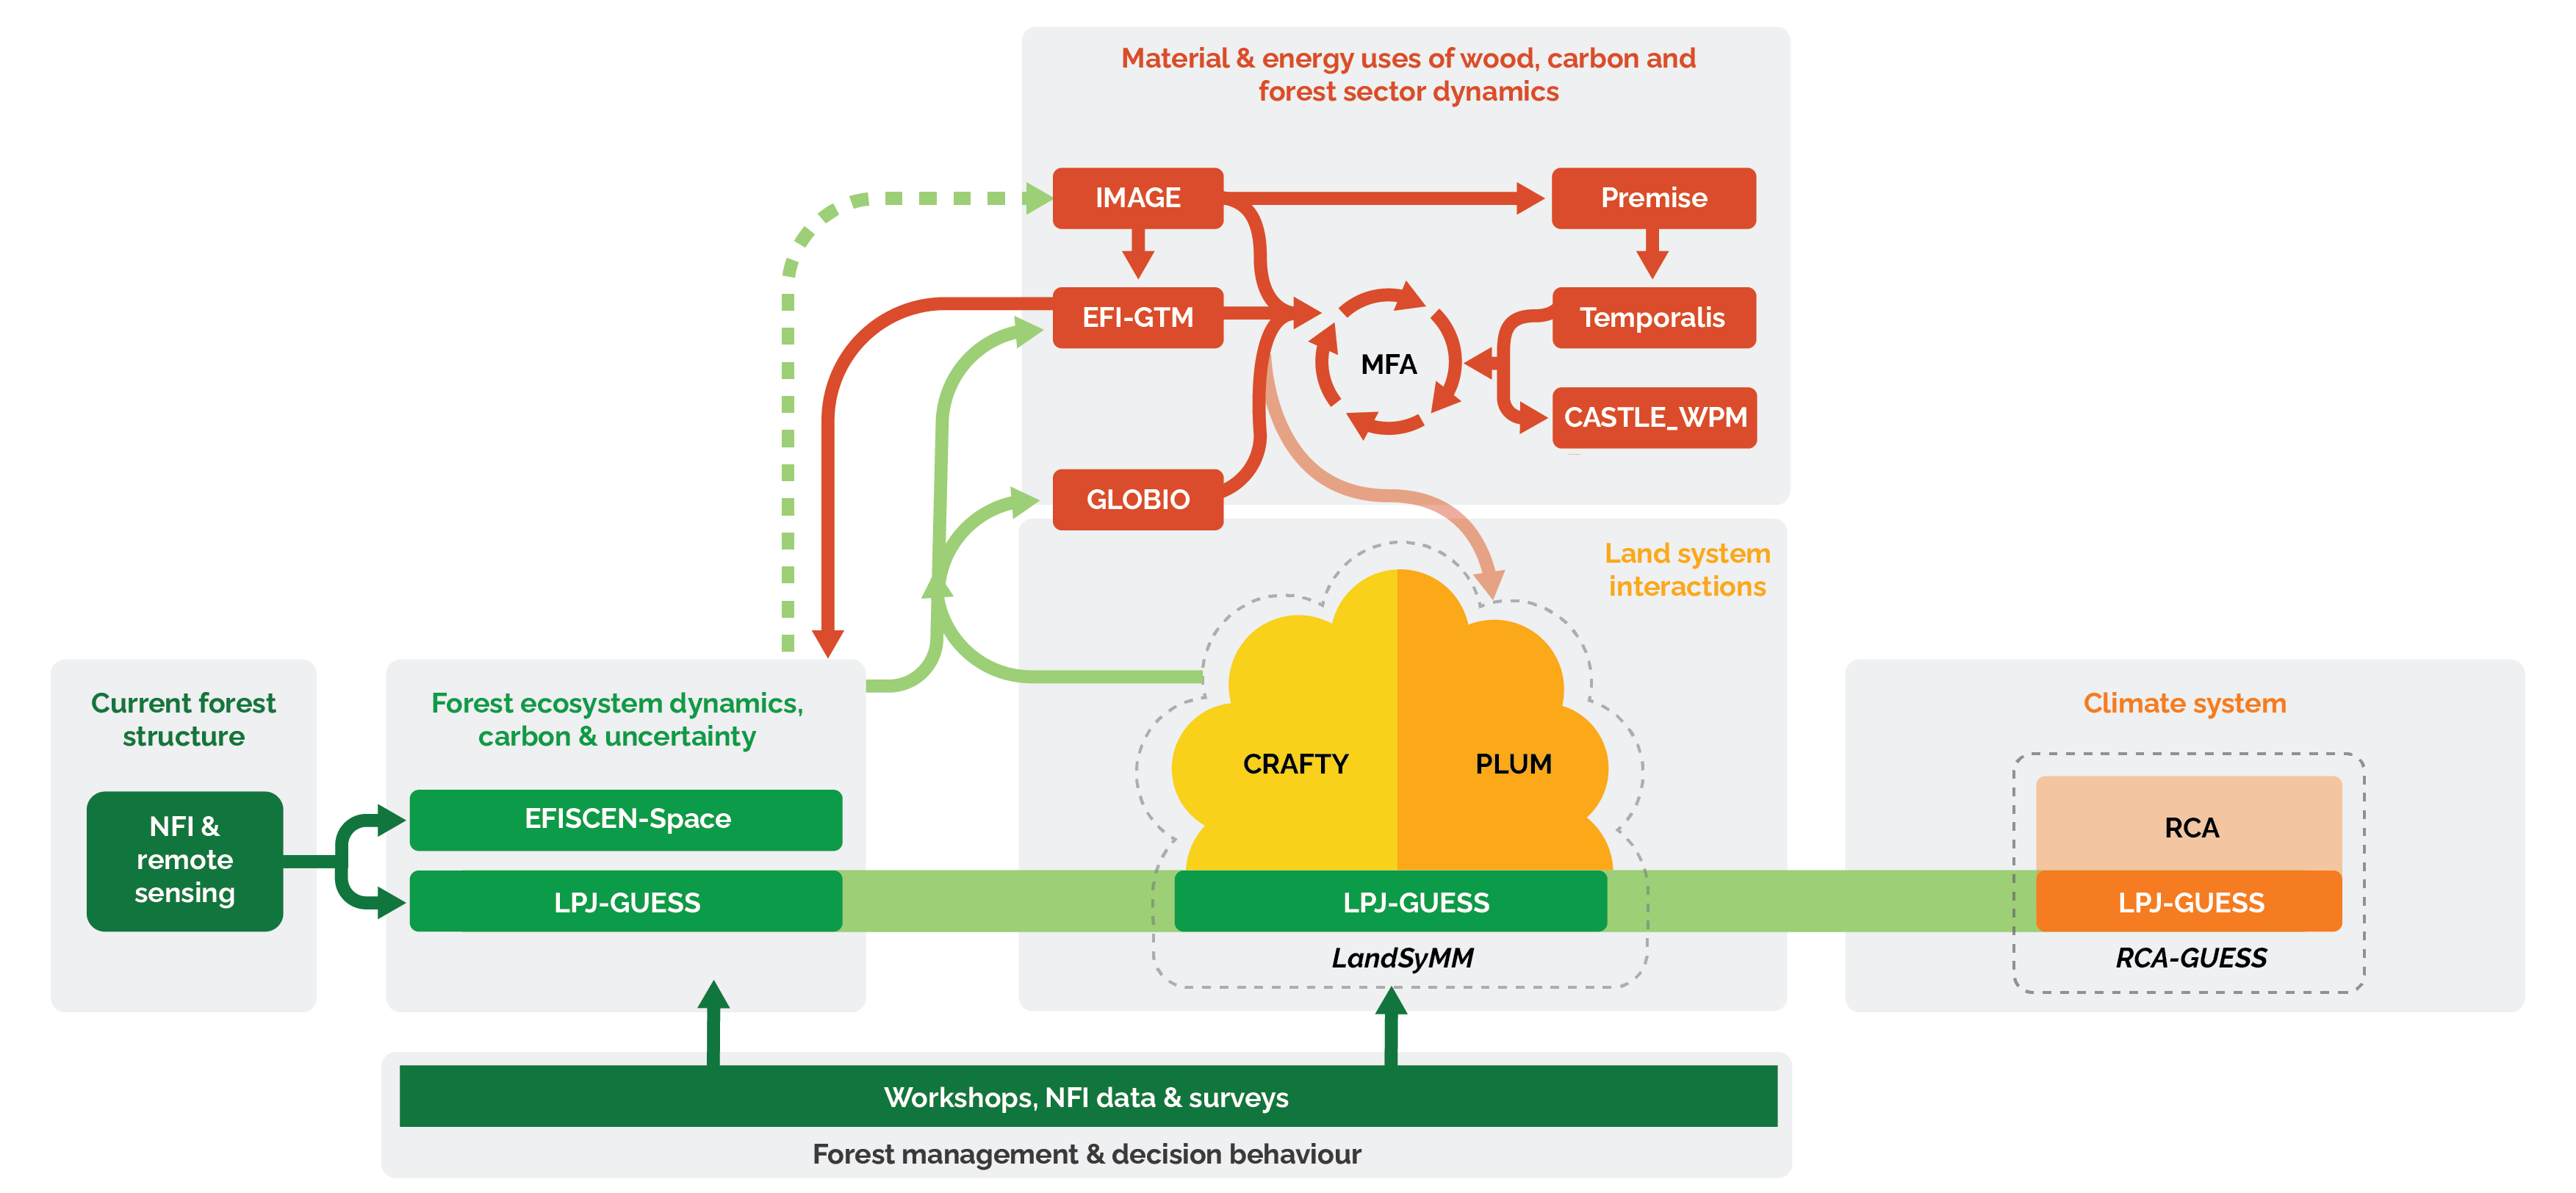 Material & energy uses of wood, carbon and
forest sector dynamics
IMAGE
Premise
EFI-GTM
Temporalis
MFA
CASTLE_WPM
GLOBIO
Land system
interactions
Current forest
structure
NFI &
remote
sensing
Forest ecosystem dynamics,
carbon & uncertainty
EFISCEN-Space
LPJ-GUESS
CRAFTY
PLUM
LPJ-GUESS
LandSyMM
Climate system
RCA
LPJ-GUESS
RCA-GUESS
Workshops, NFI data & surveys
Forest management & decision behaviour